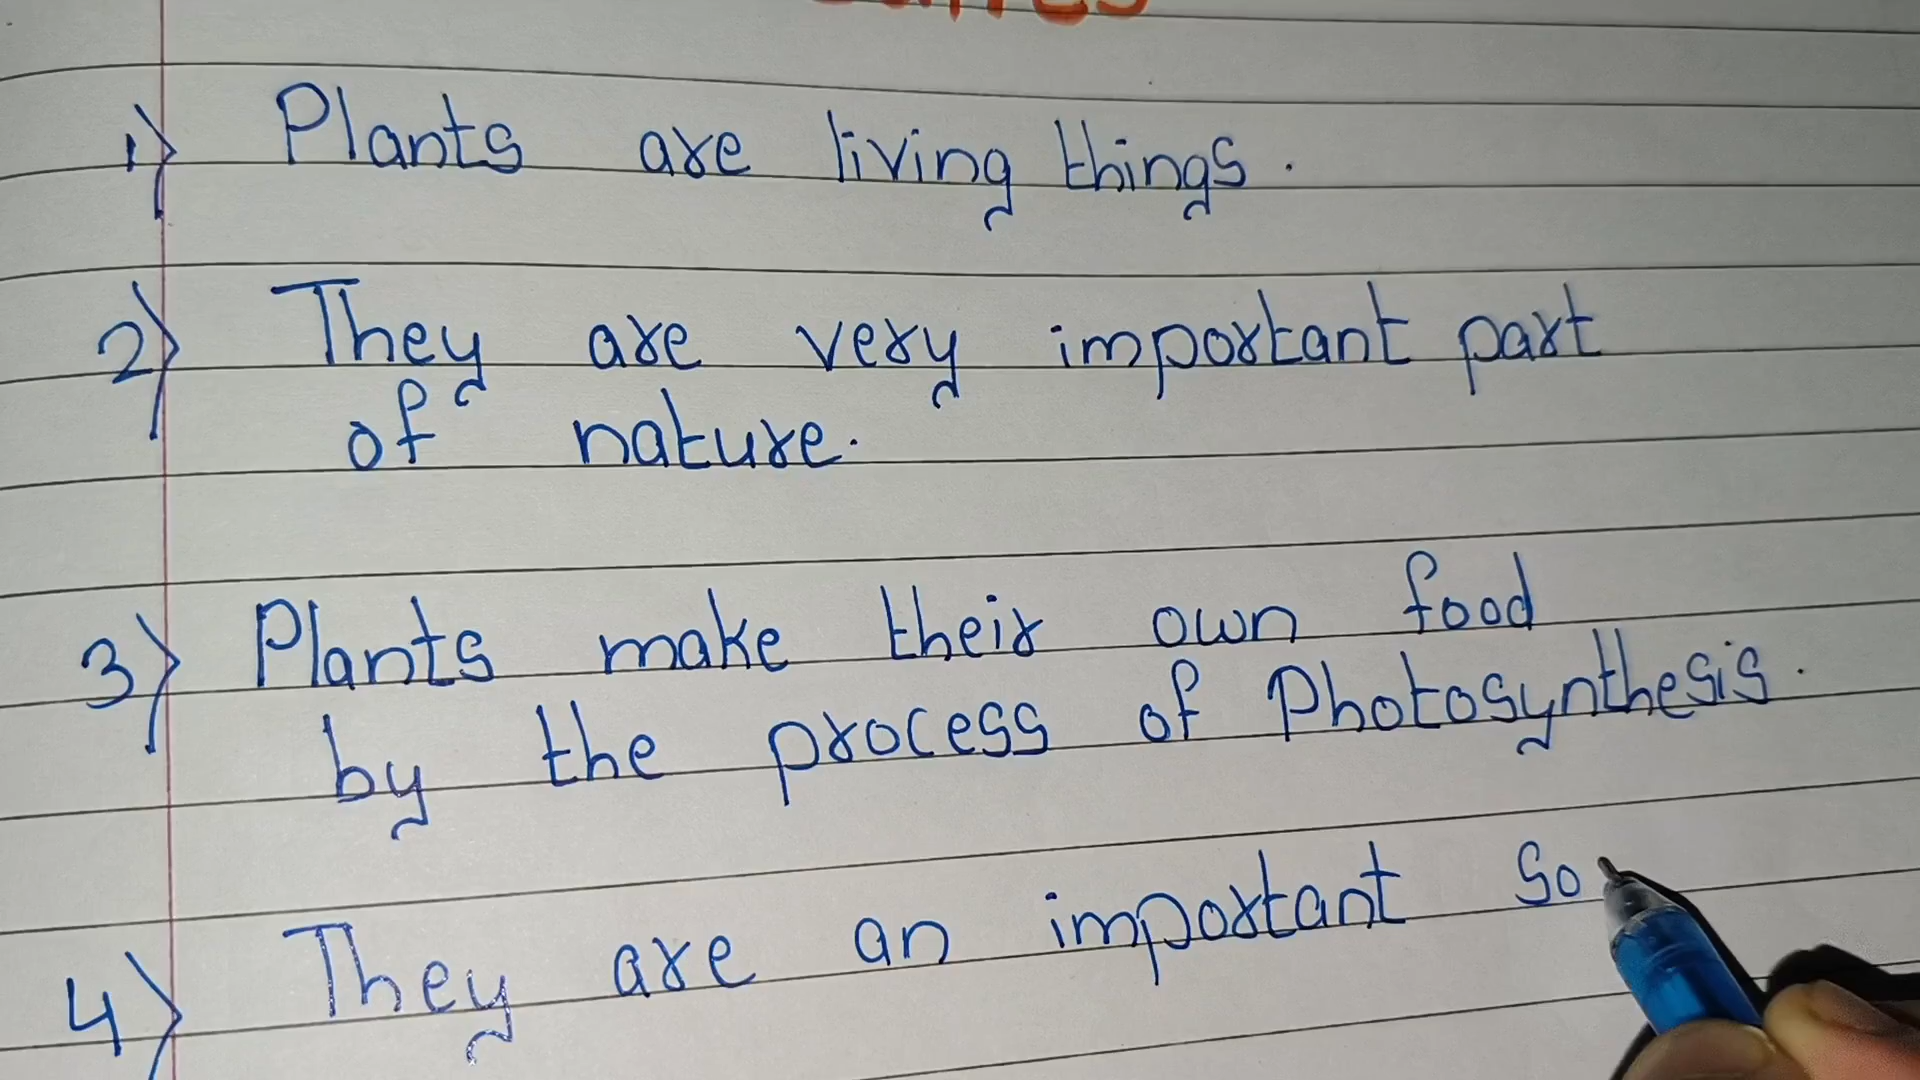 1) Plants are living things.
2) They are very important part
of nature.
3) Plants make their own food
by the process of Photosynthesis.
4) They are an important so